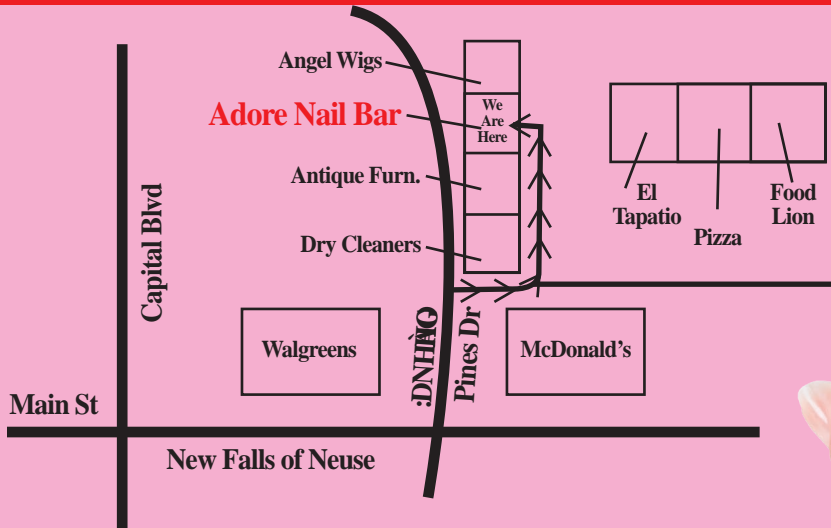 Angel Wigs
Adore Nail Bar
We
Are
Here
Antique Furn.
Dry Cleaners
El
Tapatio
Pizza
Food
Lion
Capital Blvd
Walgreens
Pines Dr
McDonald's
Main St
New Falls of Neuse